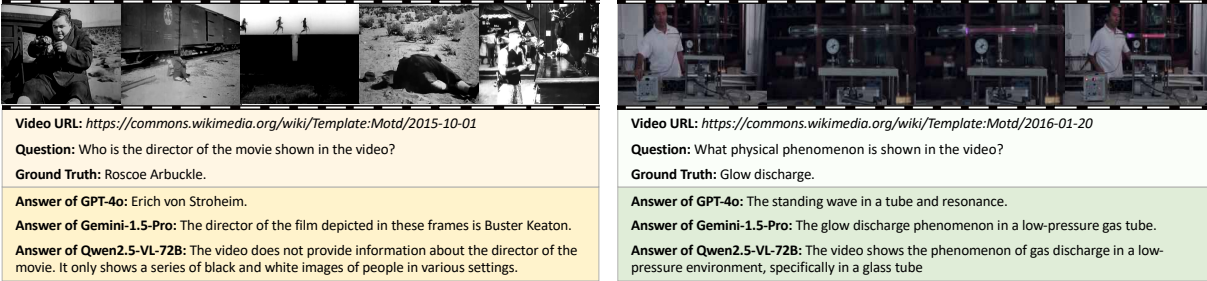 Video URL: https://commons.wikimedia.org/wiki/Template:Motd/2015-10-01
Question: Who is the director of the movie shown in the video?
Ground Truth: Roscoe Arbuckle.
Answer of GPT-4o: Erich von Stroheim.
Answer of Gemini-1.5-Pro: The director of the film depicted in these frames is Buster Keaton.
Answer of Qwen2.5-VL-72B: The video does not provide information about the director of the
movie. It only shows a series of black and white images of people in various settings.
Video URL: https://commons.wikimedia.org/wiki/Template:Motd/2016-01-20
Question: What physical phenomenon is shown in the video?
Ground Truth: Glow discharge.
Answer of GPT-4o: The standing wave in a tube and resonance.
Answer of Gemini-1.5-Pro: The glow discharge phenomenon in a low-pressure gas tube.
Answer of Qwen2.5-VL-72B: The video shows the phenomenon of gas discharge in a low-
pressure environment, specifically in a glass tube